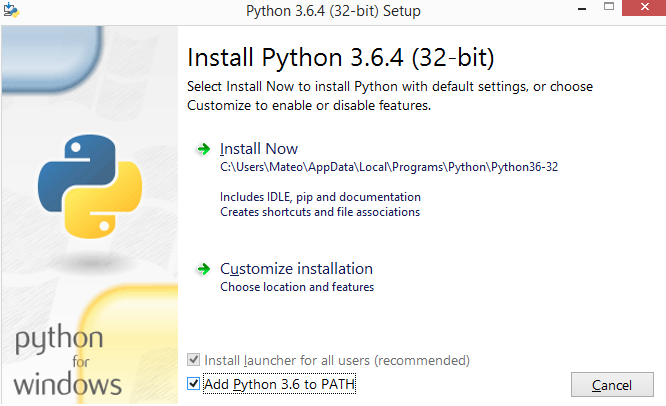 Python 3.6.4 (32-bit) Setup
Install Python 3.6.4 (32-bit)
Select Install Now to install Python with default settings, or choose
Customize to enable or disable features.
Install Now
C:\Users\Mateo\AppData\Local\Programs\Python\Python36-32
Includes IDLE, pip and documentation
Creates shortcuts and file associations
Customize installation
Choose location and features
python
for
windows
Install launcher for all users (recommended)
Add Python 3.6 to PATH
Cancel